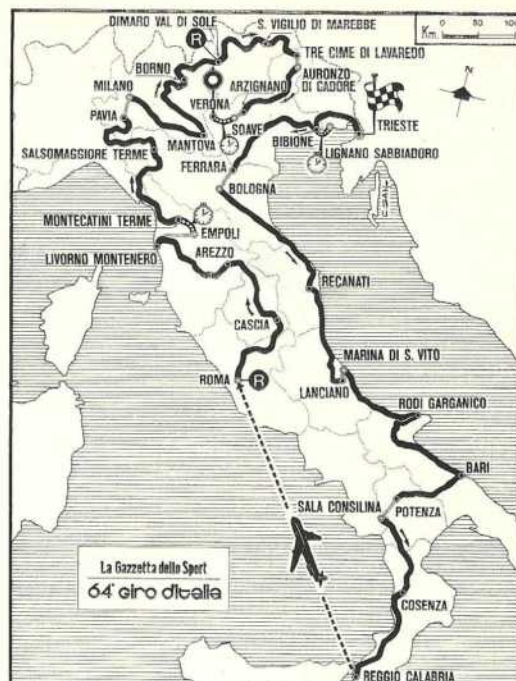 DIMARO VAL DI SOLE
S. VIGILIO DI MAREBBE
0 50 100
Km.
R
TRE CIME DI LAVAREDO
N
BORNO
AURONZO
DI CADORE
MILANO
ARZIGNANO
VERONA
PAVIA
TRIESTE
SOAVE
BIBIONE
MANTOVA
SALSOMAGGIORE TERME
LIGNANO SABBIADORO
FERRARA
BOLOGNA
MONTECATINI TERME
EMPOLI
LIVORNO MONTENERO
AREZZO
RECANATI
CASCIA
MARINA DI S. VITO
ROMA
R
LANCIANO
RODI GARGANICO
BARI
SALA CONSILINA
POTENZA
La Gazzetta dello Sport
64° giro d'italia
COSENZA
REGGIO CALABRIA